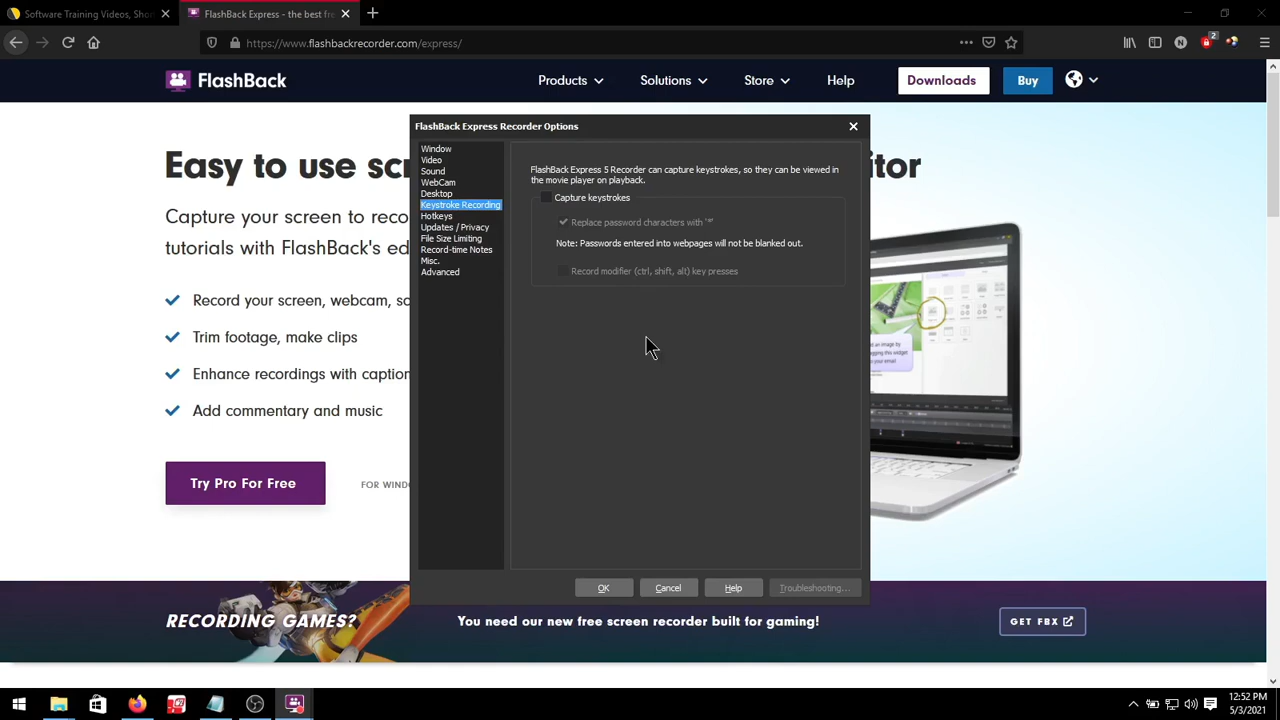 Software Training Videos, Shor
FlashBack Express - the best fre
https://www.flashbackrecorder.com/express/
2
FlashBack
Products
Solutions
Store
Help
Downloads
Buy
Easy to use scr
itor
Capture your screen to reco
tutorials with FlashBack's ed
Record your screen, webcam, so
Trim footage, make clips
Enhance recordings with caption
Add commentary and music
Try Pro For Free
FOR WINDO
FlashBack Express Recorder Options
Window
Video
Sound
WebCam
Desktop
Keystroke Recording
Hotkeys
Updates / Privacy
File Size Limiting
Record-time Notes
Misc.
Advanced
FlashBack Express 5 Recorder can capture keystrokes, so they can be viewed in
the movie player on playback.
Capture keystrokes
Replace password characters with '*'
Note: Passwords entered into webpages will not be blanked out.
Record modifier (ctrl, shift, alt) key presses
OK
Cancel
Help
Troubleshooting...
RECORDING GAMES?
You need our new free screen recorder built for gaming!
GET FBX
12:52 PM
5/3/2021